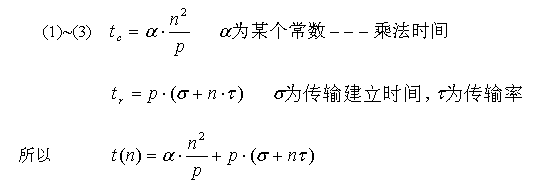 (1)~(3) t_c = α·n²/p α为某个常数---乘法时间
t_r = p·(σ+n·τ) σ为传输建立时间,τ为传输率
所以 t(n) = α·n²/p + p·(σ+nτ)